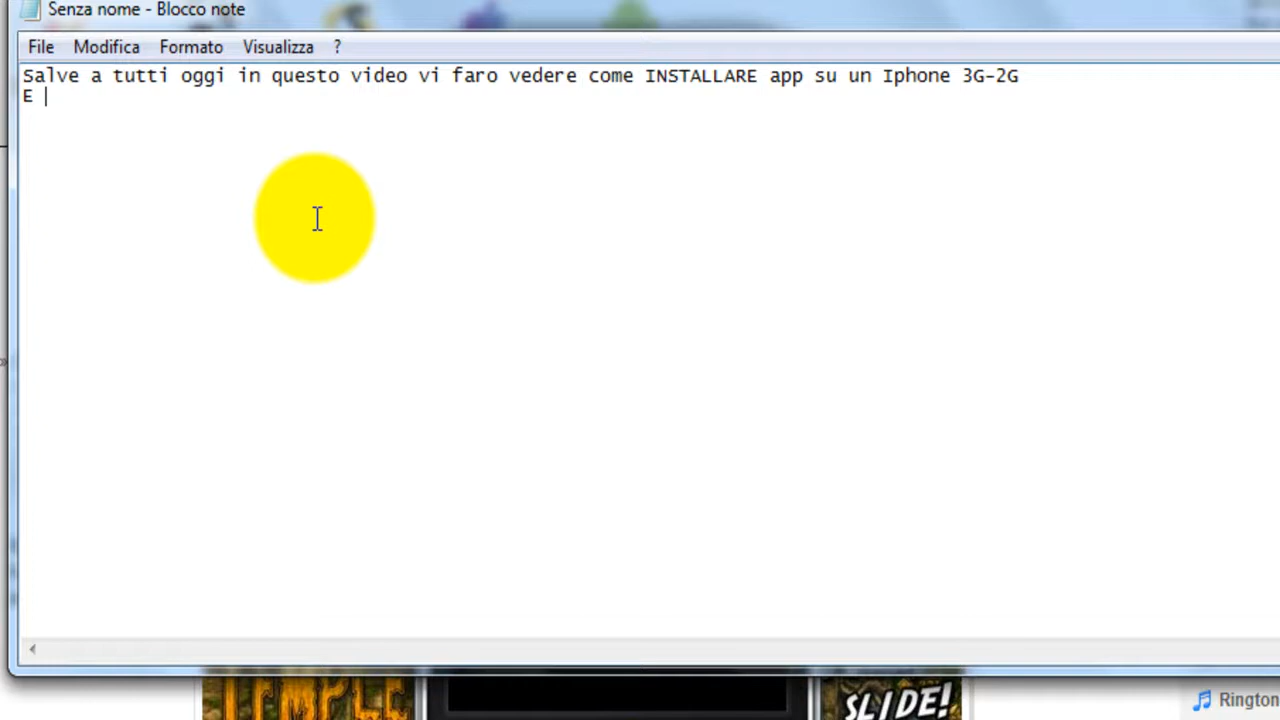 Senza nome - Blocco note
File Modifica Formato Visualizza ?
Salve a tutti oggi in questo video vi faro vedere come INSTALLARE app su un Iphone 3G-2G
E
TEMPLE
SLIDE!
Rington